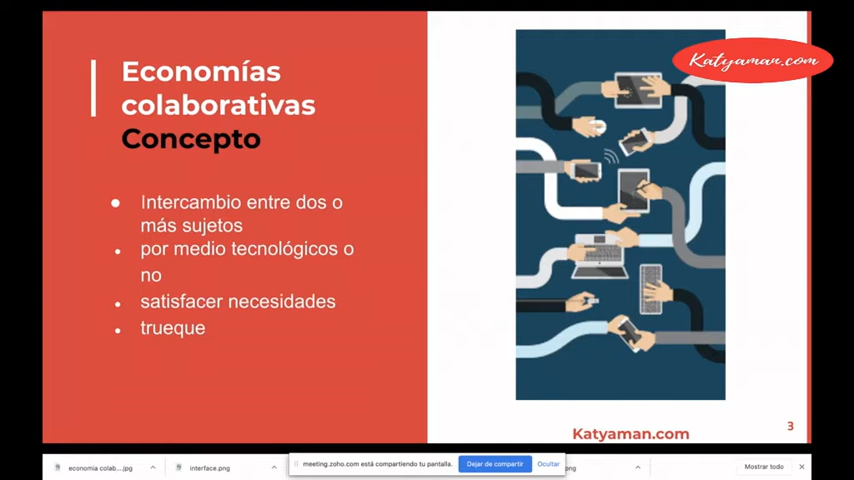 Katyaman.com
Economías
colaborativas
Concepto
● Intercambio entre dos o
más sujetos
● por medio tecnológicos o
no
● satisfacer necesidades
● trueque
Katyaman.com
3
economia colab....jpg
interface.png
meeting.zoho.com está compartiendo tu pantalla.
Dejar de compartir
Ocultar
png
Mostrar todo